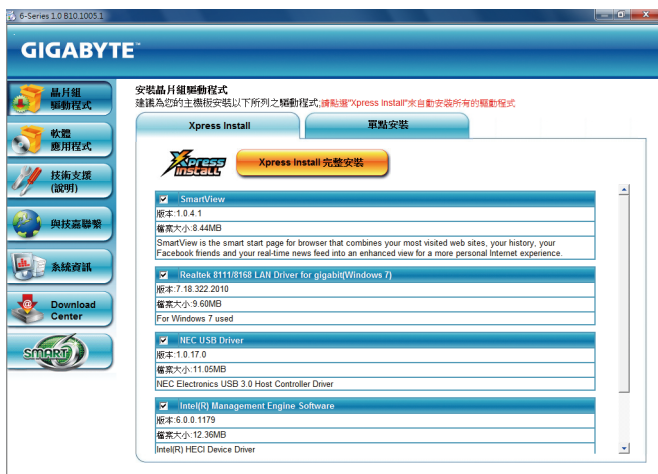 6-Series 1.0 B10.1005.1
GIGABYTE™
晶片組
驅動程式
軟體
應用程式
技術支援
(說明)
與技嘉聯繫
系統資訊
Download
Center
SMART 6
安裝晶片組驅動程式
建議為您的主機板安裝以下所列之驅動程式;請點選"Xpress Install"來自動安裝所有的驅動程式
Xpress Install
單點安裝
Xpress
INSTALL
Xpress Install 完整安裝
SmartView
版本:1.0.4.1
檔案大小:8.44MB
SmartView is the smart start page for browser that combines your most visited web sites, your history, your
Facebook friends and your real-time news feed into an enhanced view for a more personal Internet experience.
Realtek 8111/8168 LAN Driver for gigabit(Windows 7)
版本:7.18.322.2010
檔案大小:9.60MB
For Windows 7 used
NEC USB Driver
版本:1.0.17.0
檔案大小:11.05MB
NEC Electronics USB 3.0 Host Controller Driver
Intel(R) Management Engine Software
版本:6.0.0.1179
檔案大小:12.36MB
Intel(R) HECI Device Driver